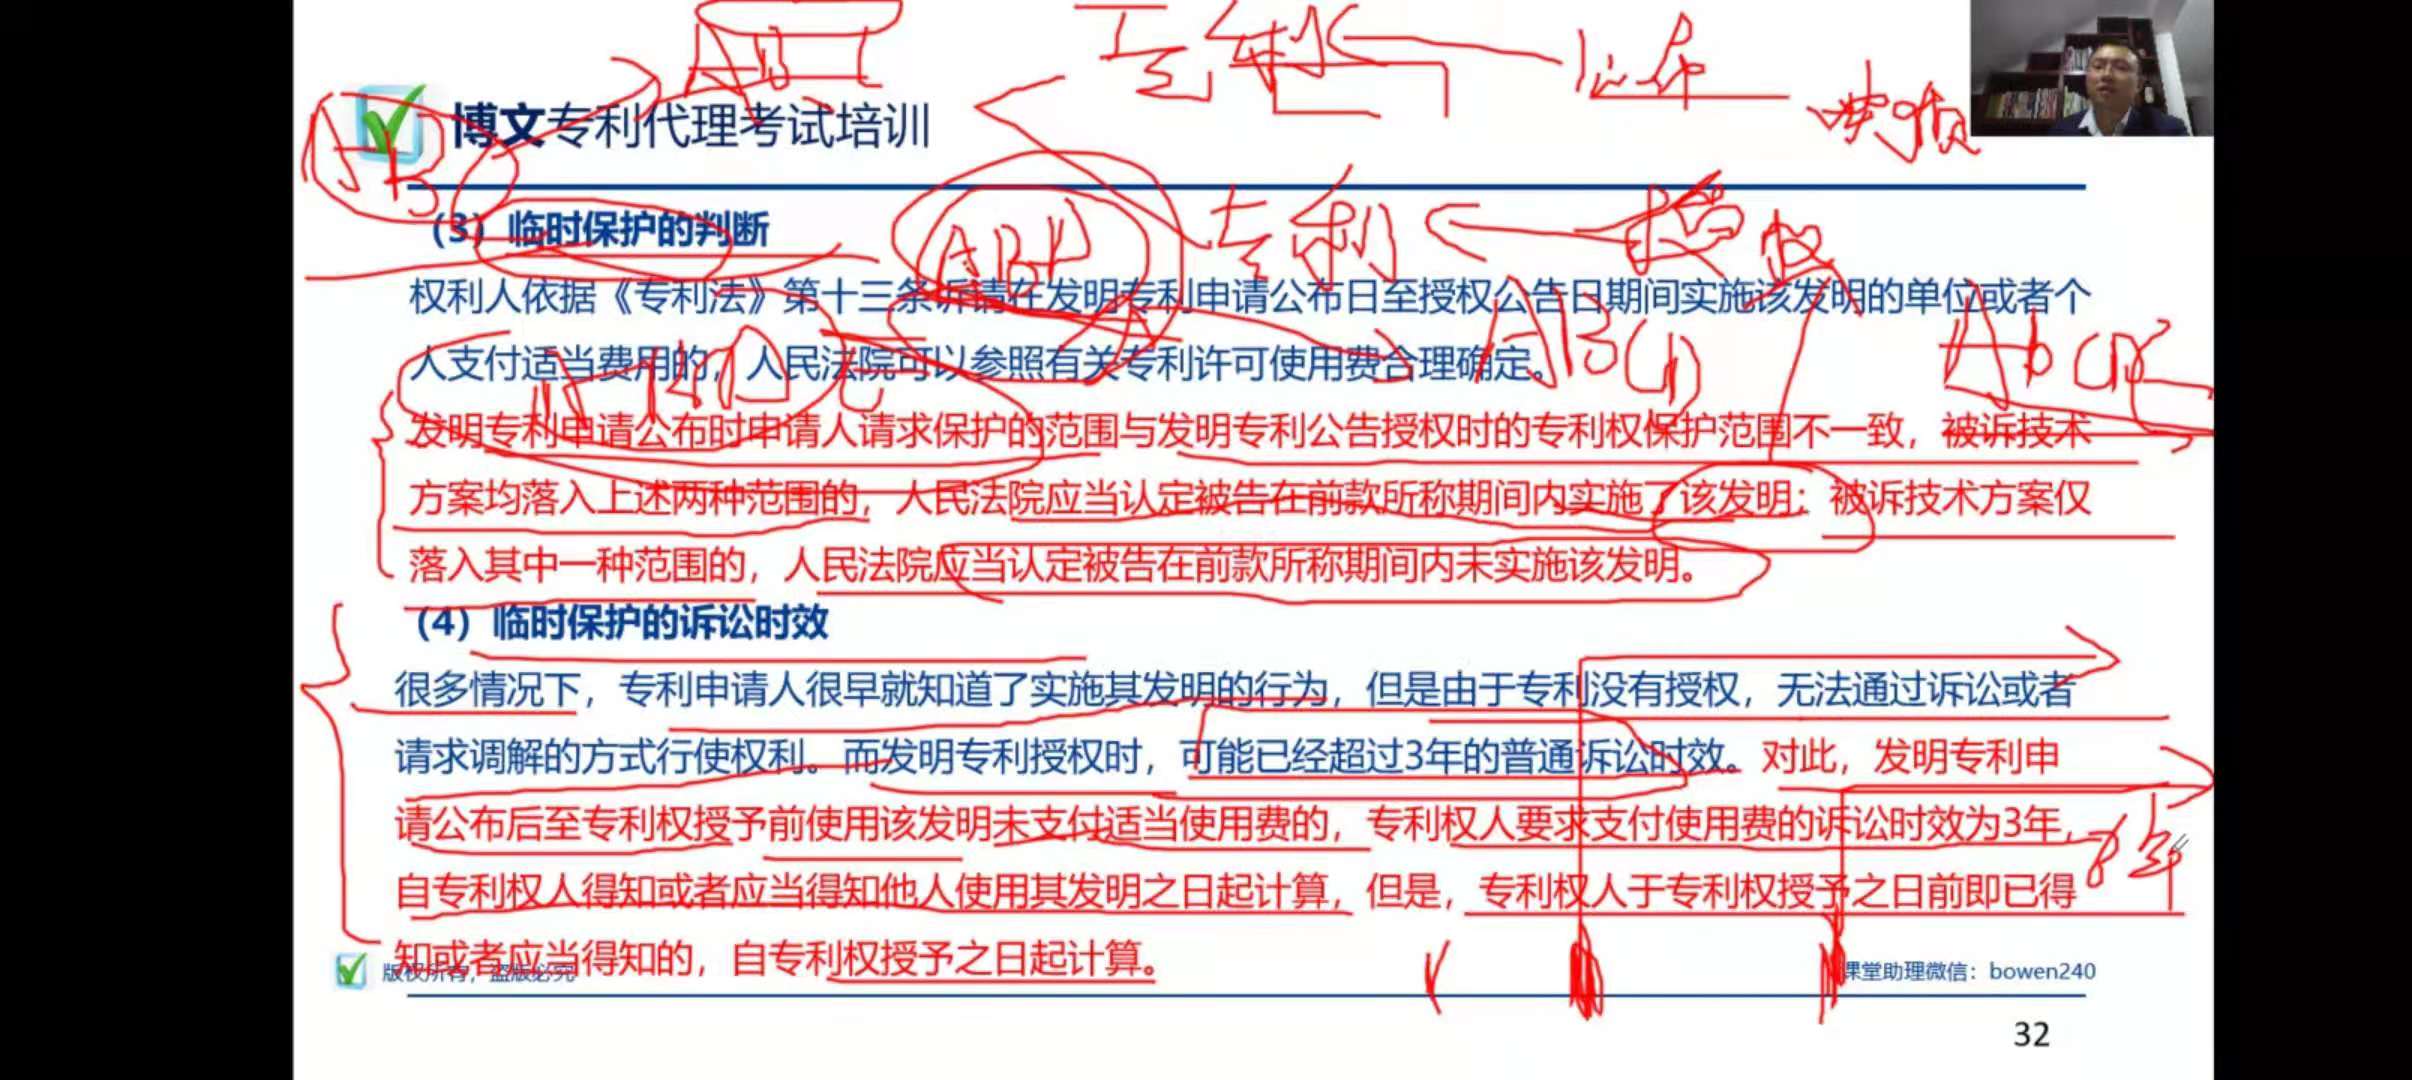 博文专利代理考试培训
（3）临时保护的判断
权利人依据《专利法》第十三条诉请在发明专利申请公布日至授权公告日期间实施该发明的单位或者个
人支付适当费用的，人民法院可以参照有关专利许可使用费合理确定。
发明专利申请公布时申请人请求保护的范围与发明专利公告授权时的专利权保护范围不一致，被诉技术
方案均落入上述两种范围的，人民法院应当认定被告在前款所称期间内实施了该发明；被诉技术方案仅
落入其中一种范围的，人民法院应当认定被告在前款所称期间内未实施该发明。
（4）临时保护的诉讼时效
很多情况下，专利申请人很早就知道了实施其发明的行为，但是由于专利没有授权，无法通过诉讼或者
请求调解的方式行使权利。而发明专利授权时，可能已经超过3年的普通诉讼时效。对此，发明专利申
请公布后至专利权授予前使用该发明未支付适当使用费的，专利权人要求支付使用费的诉讼时效为3年，
自专利权人得知或者应当得知他人使用其发明之日起计算，但是，专利权人于专利权授予之日前即已得
知或者应当得知的，自专利权授予之日起计算。
版权所有，盗版必究
课堂助理微信：bowen240
32
专利
授权
ABCD